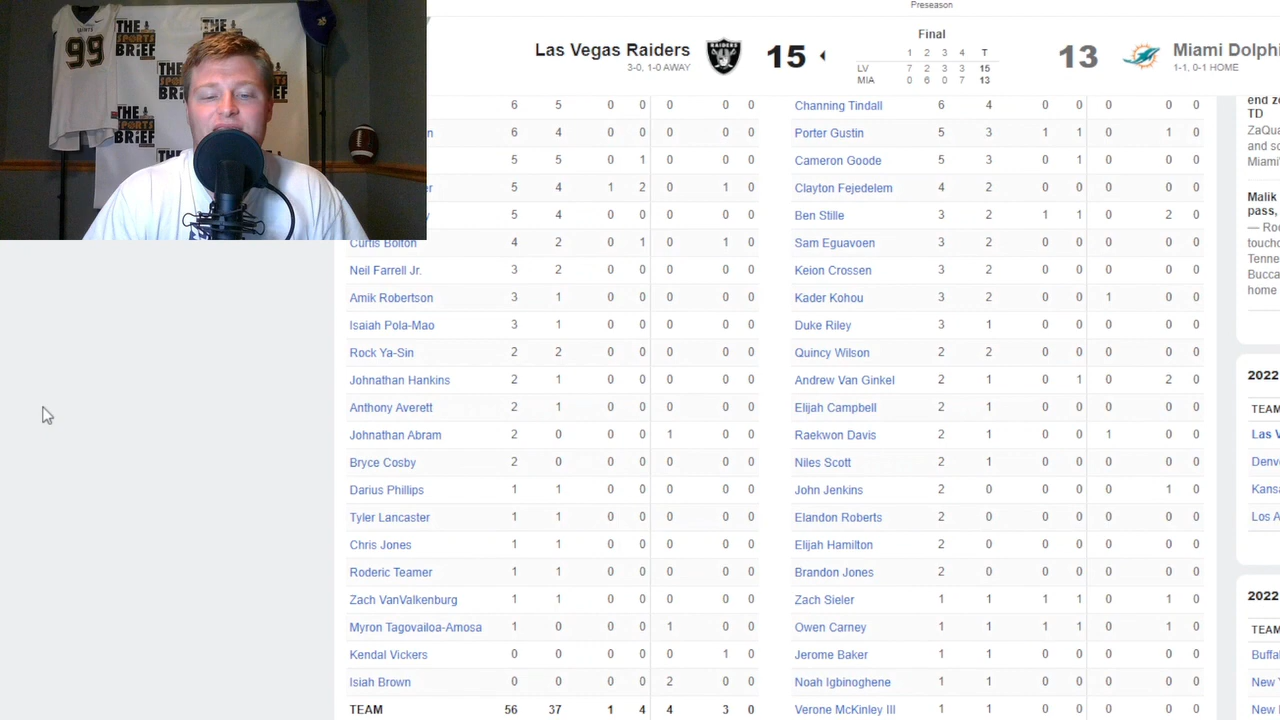 Preseason
99
THE
SPORTS
BRIEF
THE
THE
SPORTS
BRIEF
Las Vegas Raiders
3-0, 1-0 AWAY
RAIDERS
15
Final
1 2 3 4 T
LV 7 2 3 3 15
MIA 0 6 0 7 13
13
Miami Dolphi
1-1, 0-1 HOME
6 5 0 0 0 0 0
n 6 4 0 0 0 0 0
5 5 0 1 0 0 0
er 5 4 1 2 0 1 0
y 5 4 0 0 0 0 0
Curtis Bolton 4 2 0 1 0 1 0
Neil Farrell Jr. 3 2 0 0 0 0 0
Amik Robertson 3 1 0 0 0 0 0
Isaiah Pola-Mao 3 1 0 0 0 0 0
Rock Ya-Sin 2 2 0 0 0 0 0
Johnathan Hankins 2 1 0 0 0 0 0
Anthony Averett 2 1 0 0 0 0 0
Johnathan Abram 2 0 0 0 1 0 0
Bryce Cosby 2 0 0 0 0 0 0
Darius Phillips 1 1 0 0 0 0 0
Tyler Lancaster 1 1 0 0 0 0 0
Chris Jones 1 1 0 0 0 0 0
Roderic Teamer 1 1 0 0 0 0 0
Zach VanValkenburg 1 1 0 0 0 0 0
Myron Tagovailoa-Amosa 1 0 0 0 1 0 0
Kendal Vickers 0 0 0 0 0 1 0
Isiah Brown 0 0 0 0 2 0 0
TEAM 56 37 1 4 4 3 0
Channing Tindall 6 4 0 0 0 0 0
Porter Gustin 5 3 1 1 0 1 0
Cameron Goode 5 3 0 1 0 0 0
Clayton Fejedelem 4 2 0 0 0 0 0
Ben Stille 3 2 1 1 0 2 0
Sam Eguavoen 3 2 0 0 0 0 0
Keion Crossen 3 2 0 0 0 0 0
Kader Kohou 3 2 0 0 1 0 0
Duke Riley 3 1 0 0 0 0 0
Quincy Wilson 2 2 0 0 0 0 0
Andrew Van Ginkel 2 1 0 1 0 2 0
Elijah Campbell 2 1 0 0 0 0 0
Raekwon Davis 2 1 0 0 1 0 0
Niles Scott 2 1 0 0 0 0 0
John Jenkins 2 0 0 0 0 1 0
Elandon Roberts 2 0 0 0 0 0 0
Elijah Hamilton 2 0 0 0 0 0 0
Brandon Jones 2 0 0 0 0 0 0
Zach Sieler 1 1 1 1 0 1 0
Owen Carney 1 1 1 1 0 1 0
Jerome Baker 1 1 0 0 0 0 0
Noah Igbinoghene 1 1 0 0 0 0 0
Verone McKinley III 1 1 0 0 0 0 0
end zo
TD
ZaQua
and sc
Miami'
Malik
pass,
— Roo
touchd
Tenne
Bucca
home
2022
TEAM
Las V
Denv
Kansa
Los A
2022
TEAM
Buffal
New Y
New E